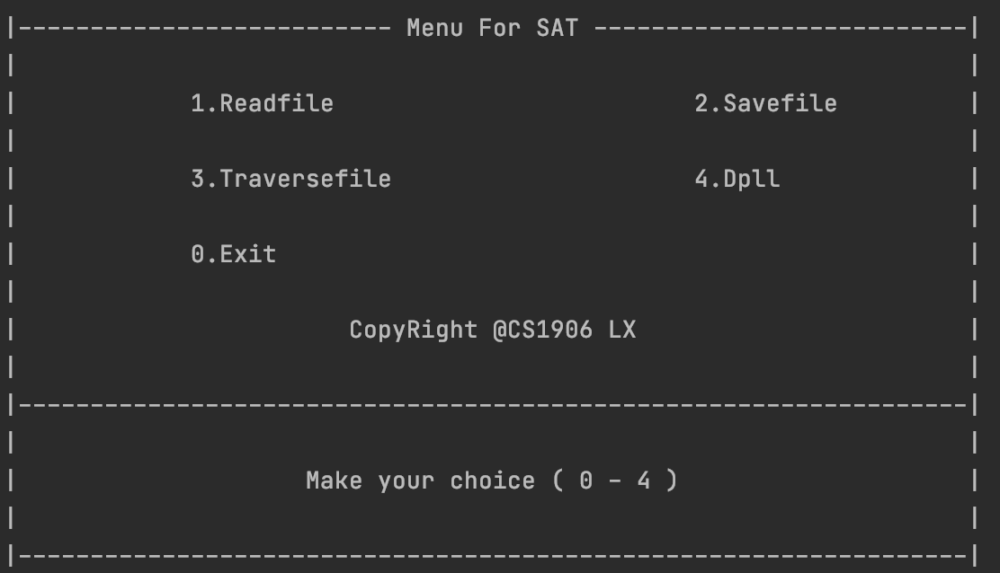 |-------------------------- Menu For SAT --------------------------|
1.Readfile 2.Savefile
3.Traversefile 4.Dpll
0.Exit
CopyRight @CS1906 LX
|------------------------------------------------------------------|
Make your choice ( 0 - 4 )
|------------------------------------------------------------------|